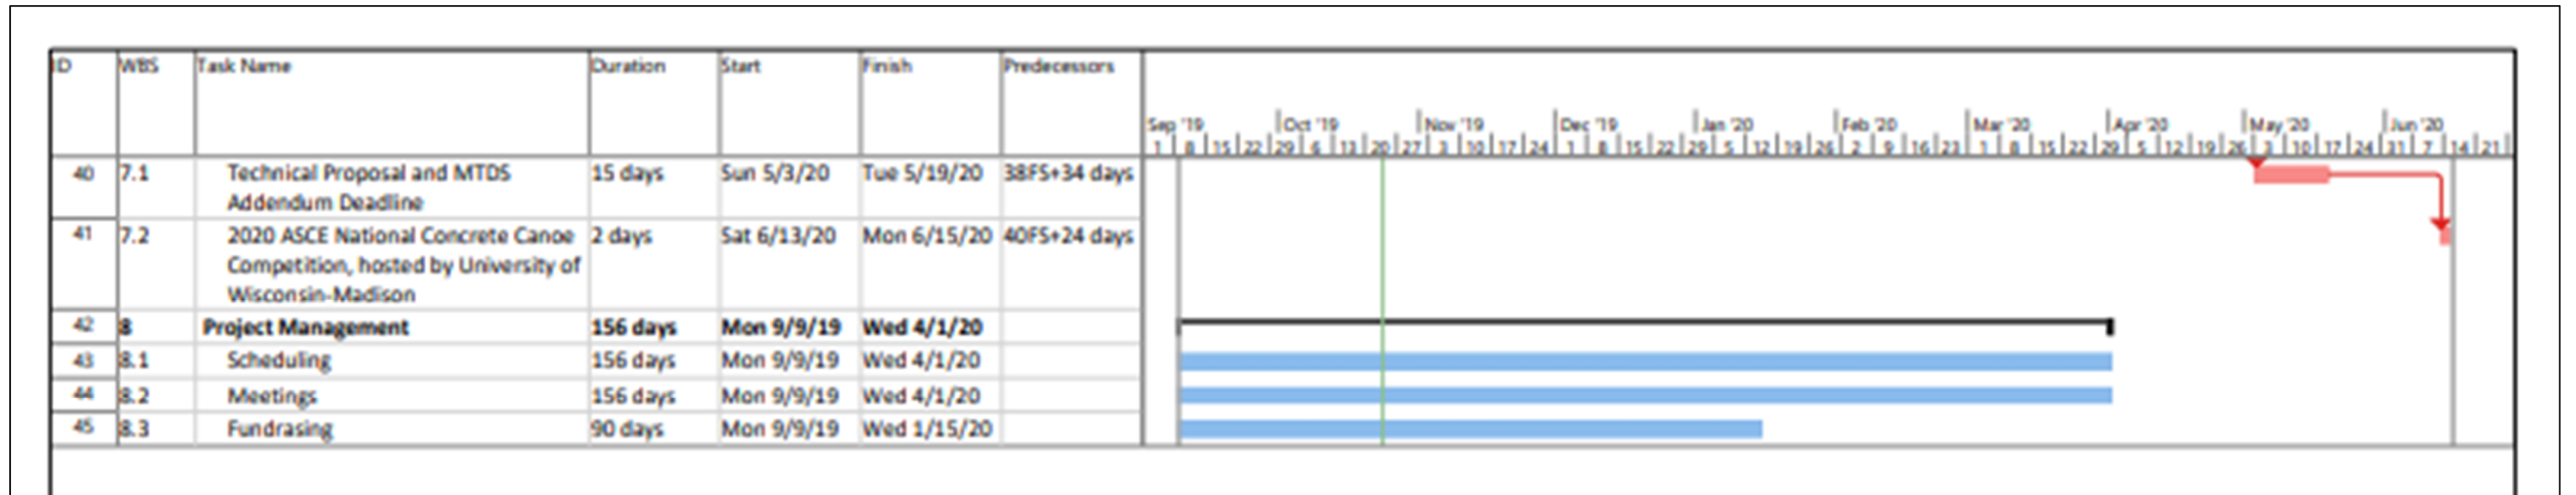 ID WBS Task Name Duration Start Finish Predecessors
Sep '19 Oct '19 Nov '19 Dec '19 Jan '20 Feb '20 Mar '20 Apr '20 May '20 Jun '20
1 8 15 22 29 6 13 20 27 3 10 17 24 1 8 15 22 29 5 12 19 26 2 9 16 23 1 8 15 22 29 5 12 19 26 3 10 17 24 31 7 14 21
40 7.1 Technical Proposal and MTDS 15 days Sun 5/3/20 Tue 5/19/20 38FS+34 days
Addendum Deadline
41 7.2 2020 ASCE National Concrete Canoe 2 days Sat 6/13/20 Mon 6/15/20 40FS+24 days
Competition, hosted by University of
Wisconsin-Madison
42 8 Project Management 156 days Mon 9/9/19 Wed 4/1/20
43 8.1 Scheduling 156 days Mon 9/9/19 Wed 4/1/20
44 8.2 Meetings 156 days Mon 9/9/19 Wed 4/1/20
45 8.3 Fundrasing 90 days Mon 9/9/19 Wed 1/15/20